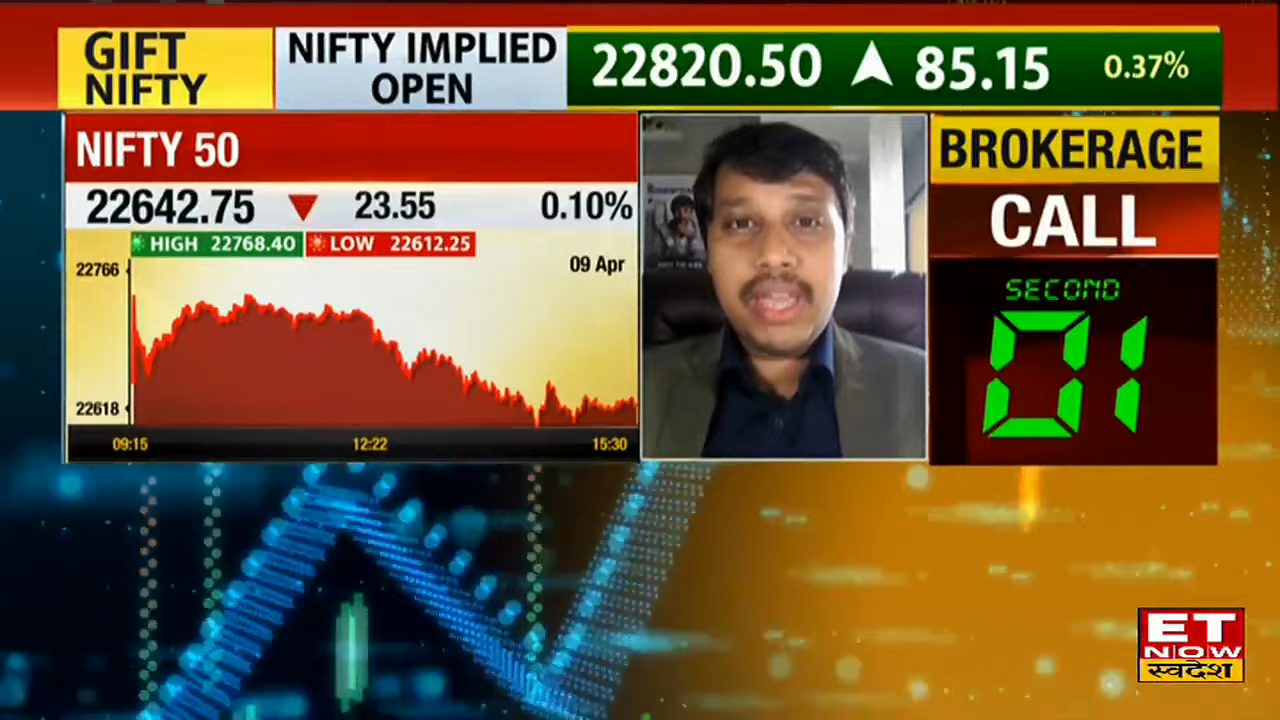 GIFT
NIFTY
NIFTY IMPLIED
OPEN
22820.50 ▲ 85.15 0.37%
NIFTY 50
22642.75 ▼ 23.55 0.10%
HIGH 22768.40 LOW 22612.25
09 Apr
22766
22618
09:15 12:22 15:30
BROKERAGE
CALL
SECOND
01
ET
NOW
स्वदेश